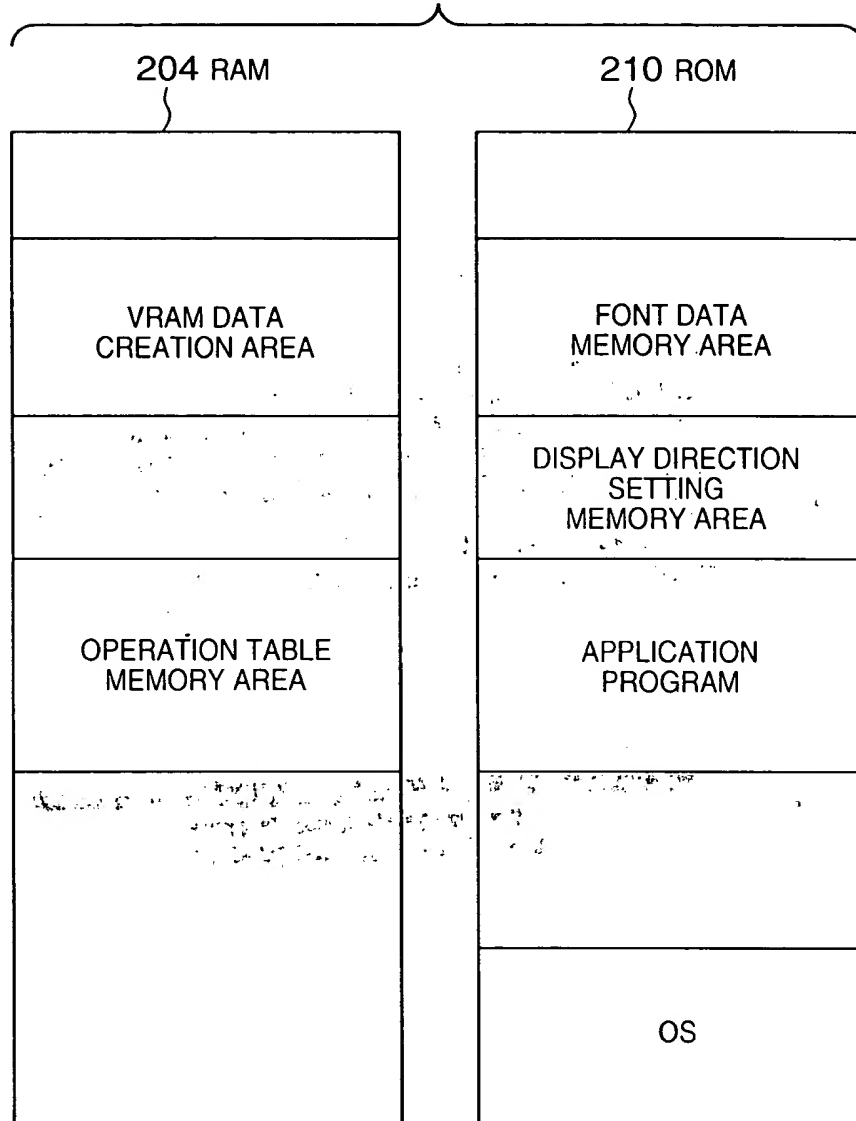 204 RAM
210 ROM
VRAM DATA
CREATION AREA
FONT DATA
MEMORY AREA
DISPLAY DIRECTION
SETTING
MEMORY AREA
OPERATION TABLE
MEMORY AREA
APPLICATION
PROGRAM
OS